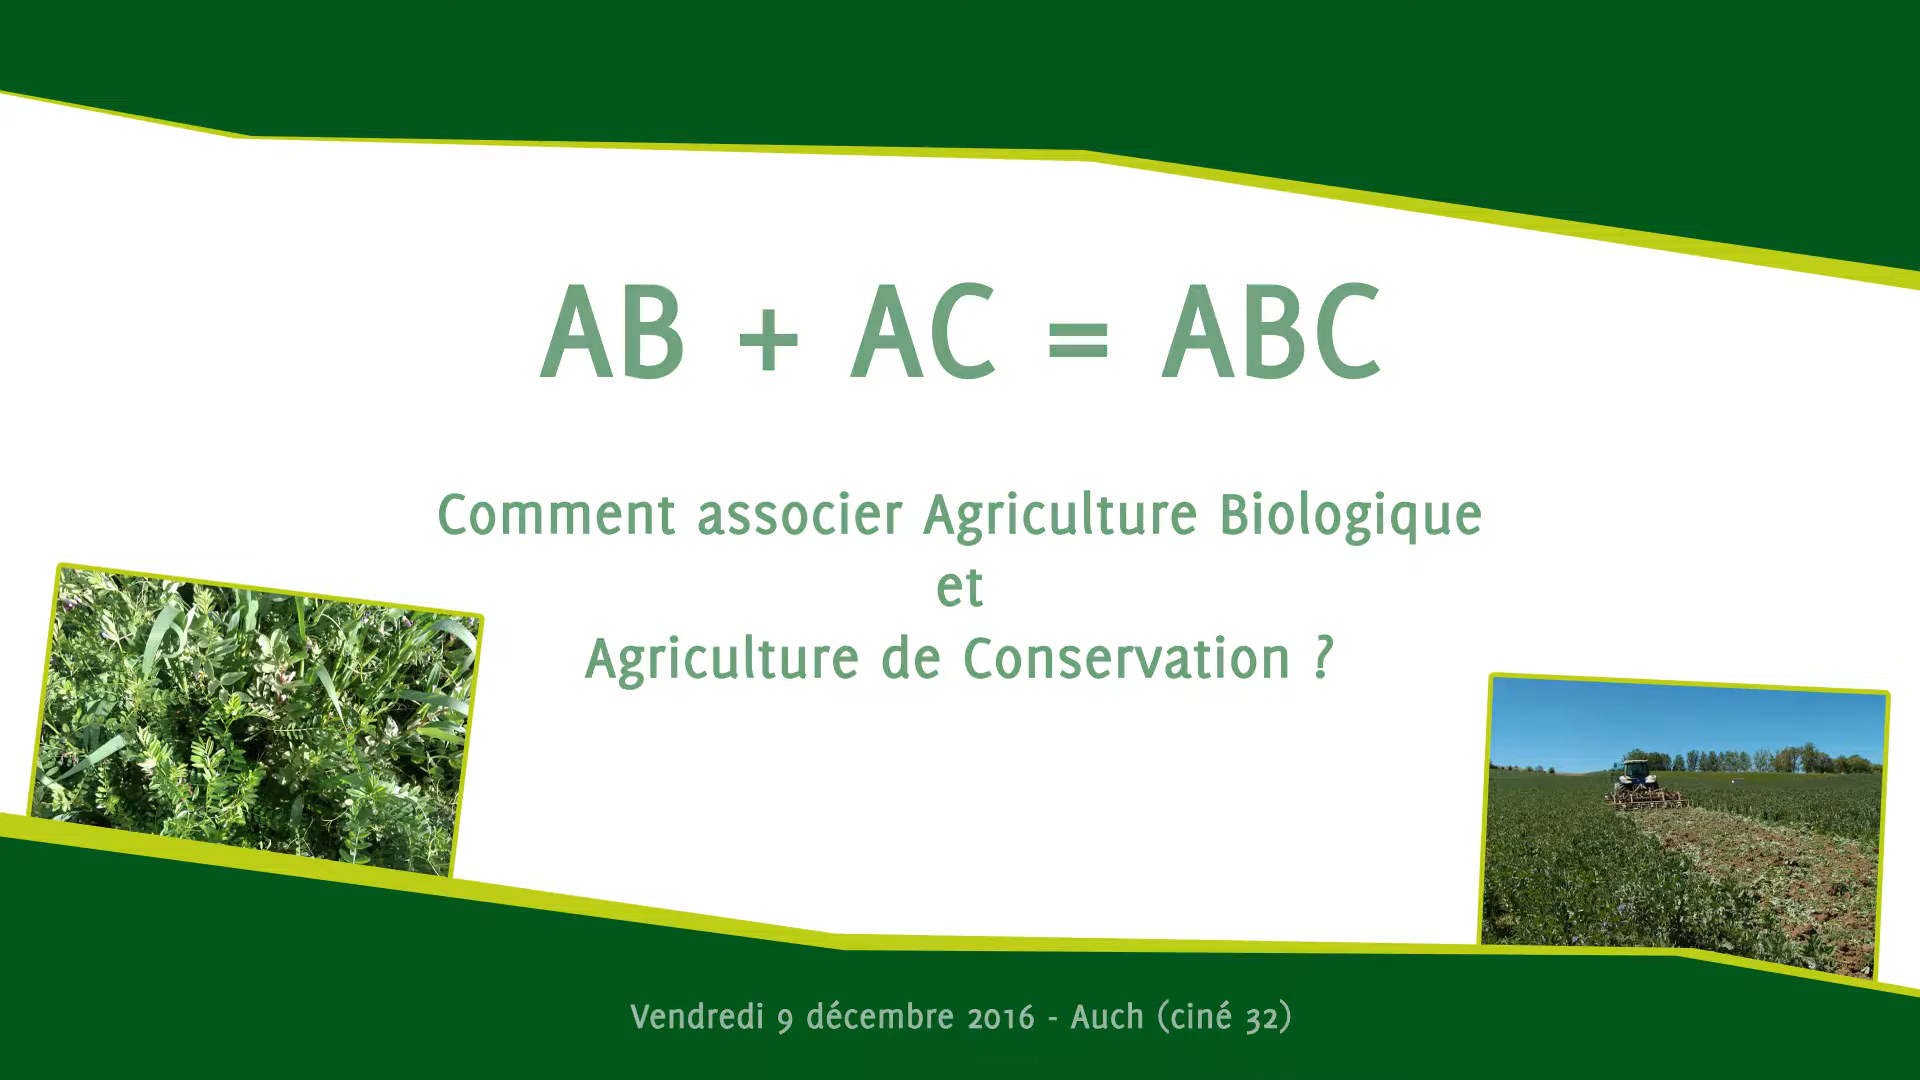 AB + AC = ABC
Comment associer Agriculture Biologique
et
Agriculture de Conservation ?
Vendredi 9 décembre 2016 - Auch (ciné 32)